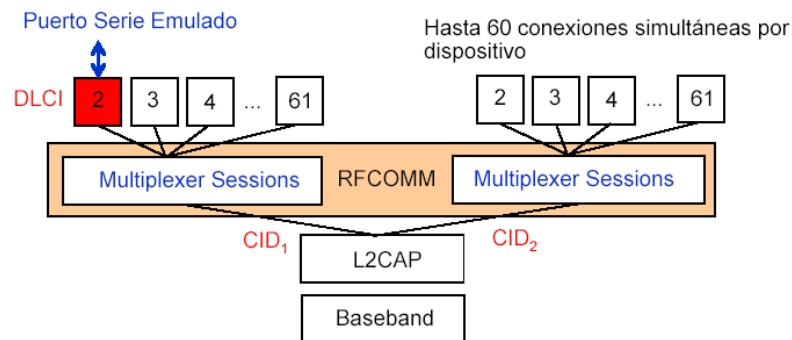 Puerto Serie Emulado
Hasta 60 conexiones simultáneas por
dispositivo
DLCI 2 3 4 ... 61
2 3 4 ... 61
Multiplexer Sessions RFCOMM Multiplexer Sessions
CID₁ CID₂
L2CAP
Baseband